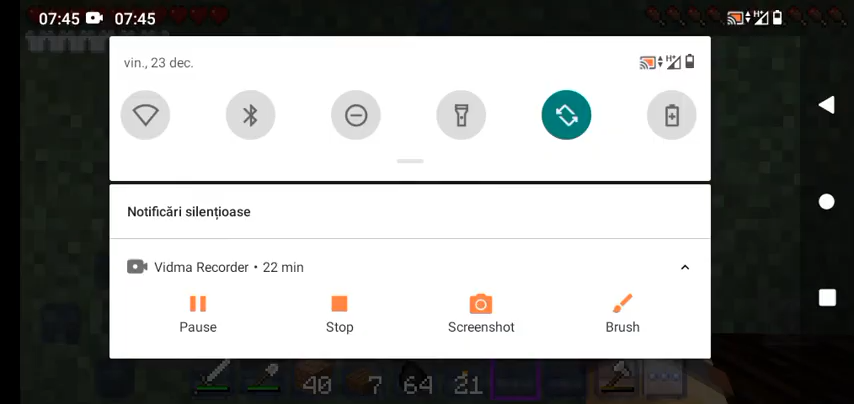 07:45 07:45
H+
vin., 23 dec.
H+
Notificări silențioase
Vidma Recorder • 22 min
Pause Stop Screenshot Brush
40 7 64 21